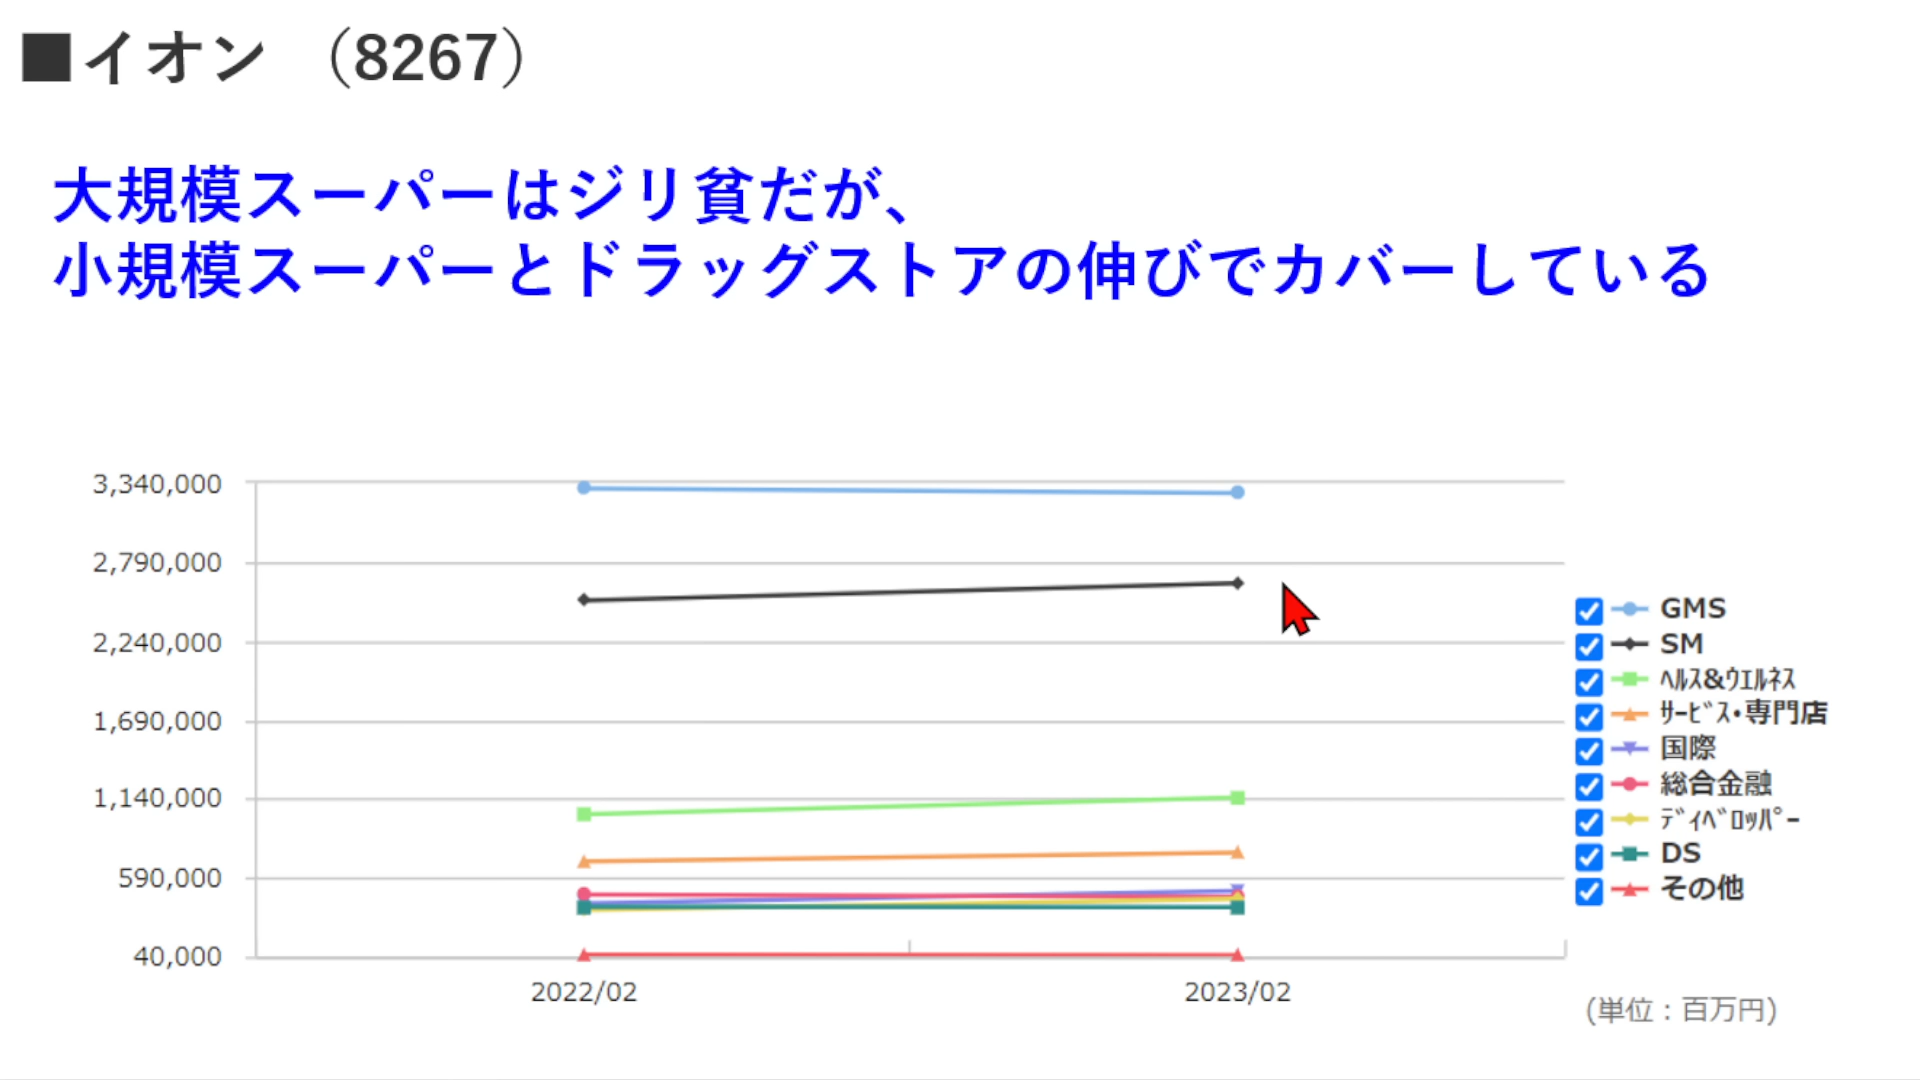 ■イオン （8267）
大規模スーパーはジリ貧だが、
小規模スーパーとドラッグストアの伸びでカバーしている
3,340,000
2,790,000
2,240,000
1,690,000
1,140,000
590,000
40,000
2022/02
2023/02
GMS
SM
ﾍﾙｽ&ｳｴﾙﾈｽ
ｻｰﾋﾞｽ・専門店
国際
総合金融
ﾃﾞｨﾍﾞﾛｯﾊﾟｰ
DS
その他
(単位：百万円)